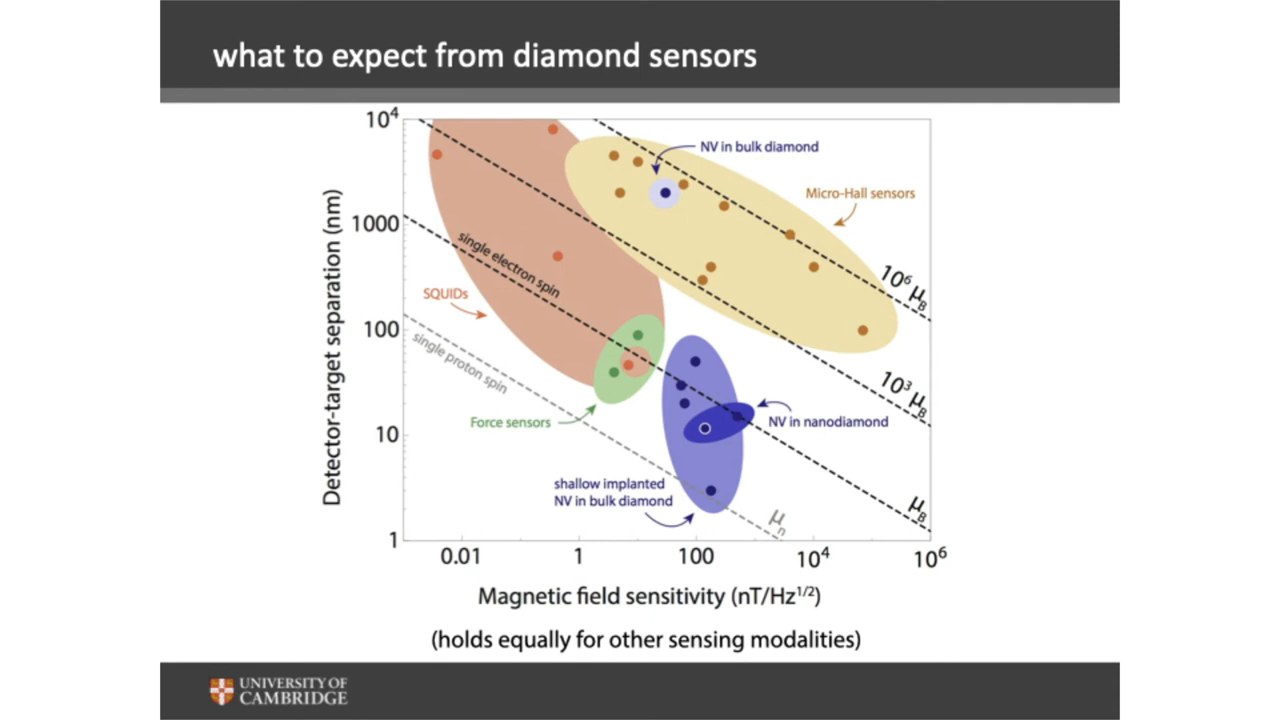 what to expect from diamond sensors
10⁴
1000
100
10
1
Detector-target separation (nm)
0.01
1
100
10⁴
10⁶
Magnetic field sensitivity (nT/Hz¹/²)
NV in bulk diamond
Micro-Hall sensors
single electron spin
SQUIDs
single proton spin
Force sensors
NV in nanodiamond
shallow implanted
NV in bulk diamond
10⁶ μB
10³ μB
μB
μn
(holds equally for other sensing modalities)
UNIVERSITY OF
CAMBRIDGE